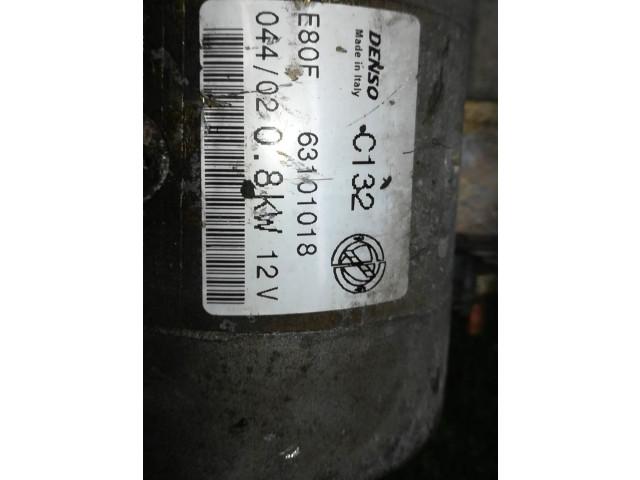 DENSO
Made in Italy
C132
E80F 63101018
044/02 0.8kW 12V